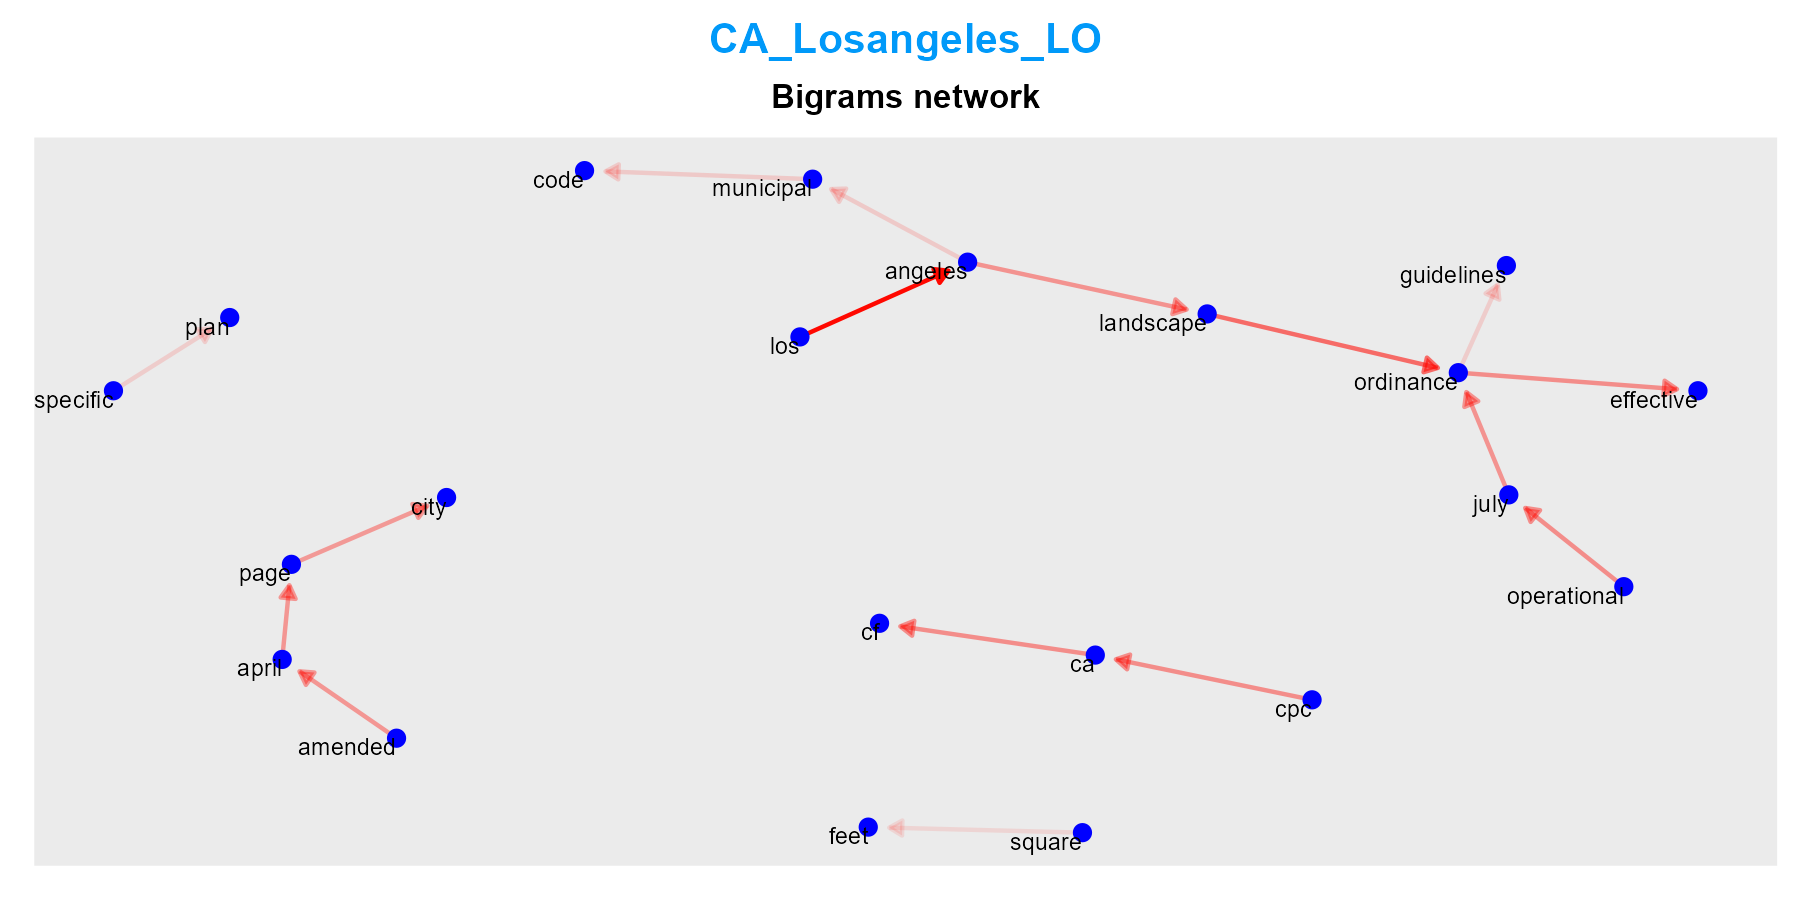 CA_Losangeles_LO
Bigrams network
code
municipal
angeles
guidelines
plan
landscape
los
ordinance
specific
effective
city
july
page
operational
cf
april
ca
cpc
amended
feet
square